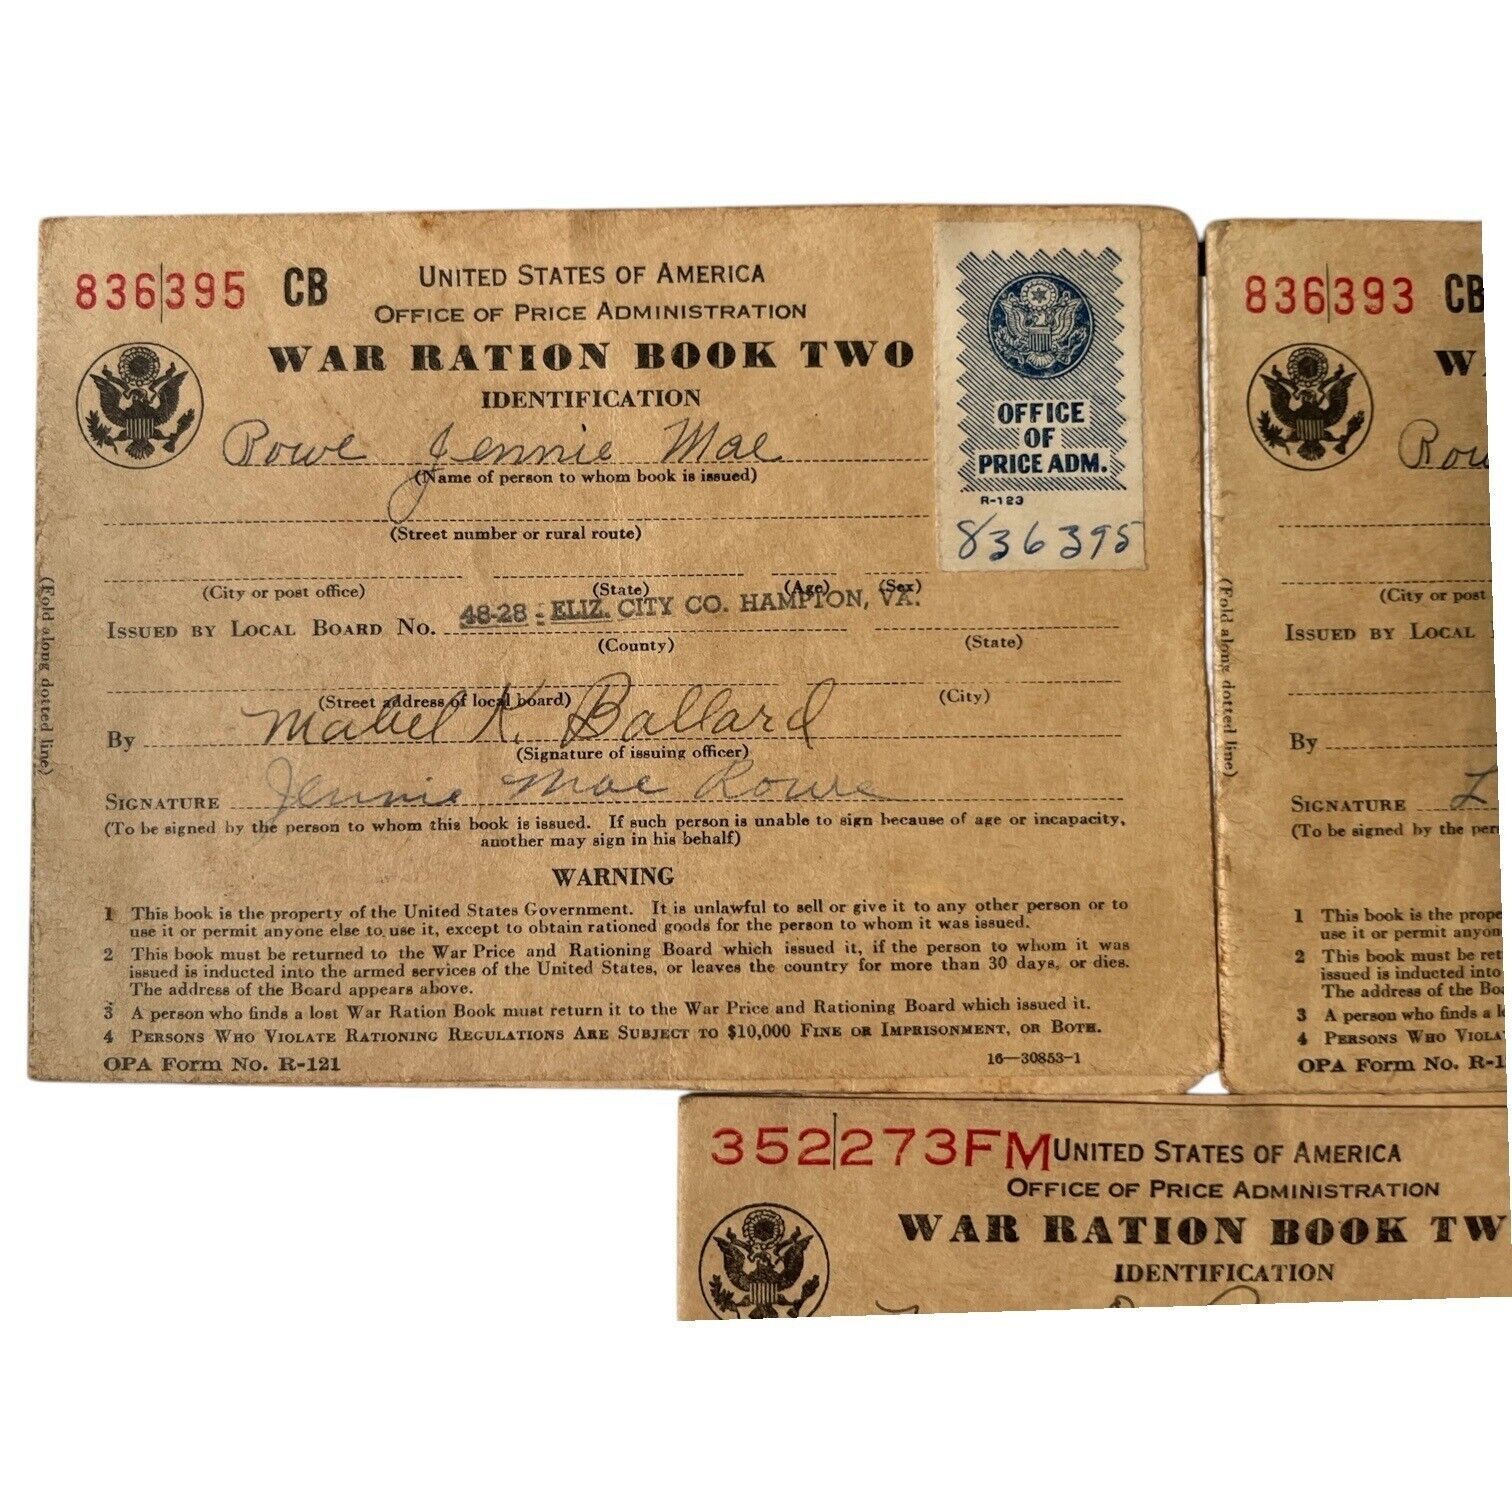 836395 CB
UNITED STATES OF AMERICA
OFFICE OF PRICE ADMINISTRATION
WAR RATION BOOK TWO
IDENTIFICATION
Rowe Jennie Mae
(Name of person to whom book is issued)
(Street number or rural route)
(City or post office) (State) (Age) (Sex)
48-28 - ELIZ. CITY CO. HAMPTON, VA.
ISSUED BY LOCAL BOARD NO.
(County) (State)
(Street address of local board) (City)
By Mabel K. Ballard
(Signature of issuing officer)
SIGNATURE Jennie Mae Rowe
(To be signed by the person to whom this book is issued. If such person is unable to sign because of age or incapacity,
another may sign in his behalf)
WARNING
1 This book is the property of the United States Government. It is unlawful to sell or give it to any other person or to
use it or permit anyone else to use it, except to obtain rationed goods for the person to whom it was issued.
2 This book must be returned to the War Price and Rationing Board which issued it, if the person to whom it was
issued is inducted into the armed services of the United States, or leaves the country for more than 30 days, or dies.
The address of the Board appears above.
3 A person who finds a lost War Ration Book must return it to the War Price and Rationing Board which issued it.
4 PERSONS WHO VIOLATE RATIONING REGULATIONS ARE SUBJECT TO $10,000 FINE OR IMPRISONMENT, OR BOTH.
OPA Form No. R-121 16—30853-1
(Fold along dotted line)
OFFICE
OF
PRICE ADM.
R-123
836395
836393 CB
W
Row
(City or post
ISSUED BY LOCAL
By
SIGNATURE L
(To be signed by the per
1 This book is the prope
use it or permit anyon
2 This book must be ret
issued is inducted into
The address of the Boa
3 A person who finds a l
4 PERSONS WHO VIOLA
OPA Form No. R-1
(Fold along dotted line)
352273FM UNITED STATES OF AMERICA
OFFICE OF PRICE ADMINISTRATION
WAR RATION BOOK TW
IDENTIFICATION